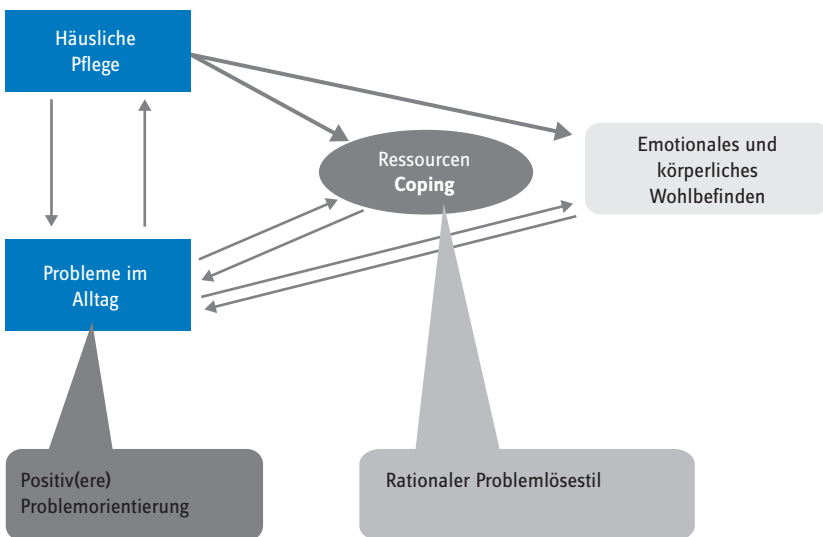 Häusliche
Pflege
Ressourcen
Coping
Emotionales und
körperliches
Wohlbefinden
Probleme im
Alltag
Positiv(ere)
Problemorientierung
Rationaler Problemlösestil